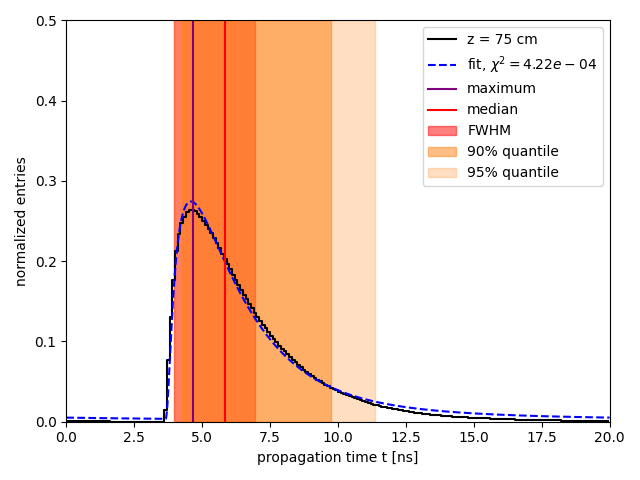 0.5
0.4
0.3
0.2
0.1
0.0
normalized entries
z = 75 cm
fit, χ² = 4.22e − 04
maximum
median
FWHM
90% quantile
95% quantile
0.0 2.5 5.0 7.5 10.0 12.5 15.0 17.5 20.0
propagation time t [ns]